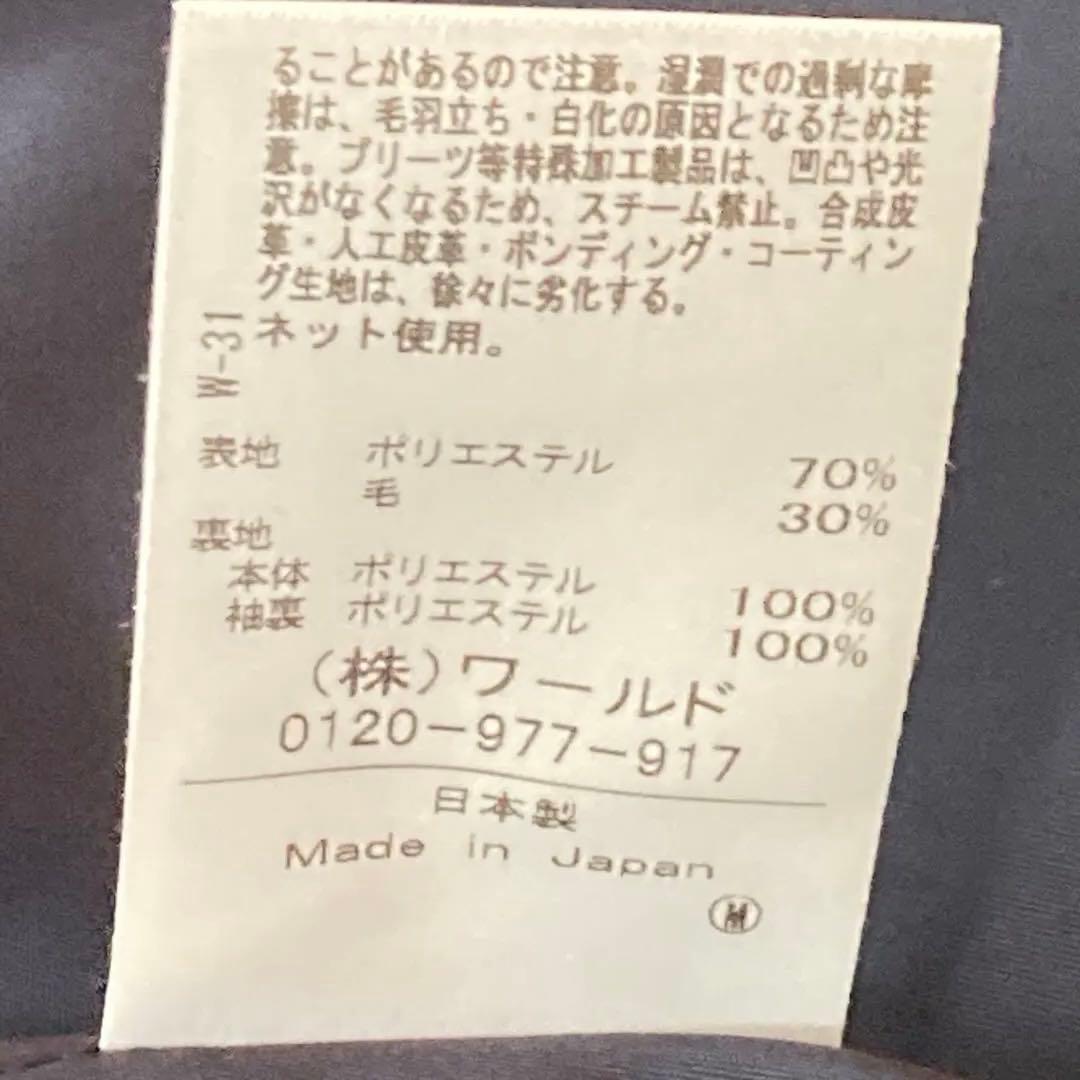 ることがあるので注意。湿潤での過剰な摩
擦は、毛羽立ち・白化の原因となるため注
意。プリーツ等特殊加工製品は、凹凸や光
沢がなくなるため、スチーム禁止。合成皮
革・人工皮革・ボンディング・コーティン
グ生地は、徐々に劣化する。
ネット使用。
W-31
表地 ポリエステル 70%
毛 30%
裏地
本体 ポリエステル 100%
袖裏 ポリエステル 100%
(株)ワールド
0120-977-917
日本製
Made in Japan